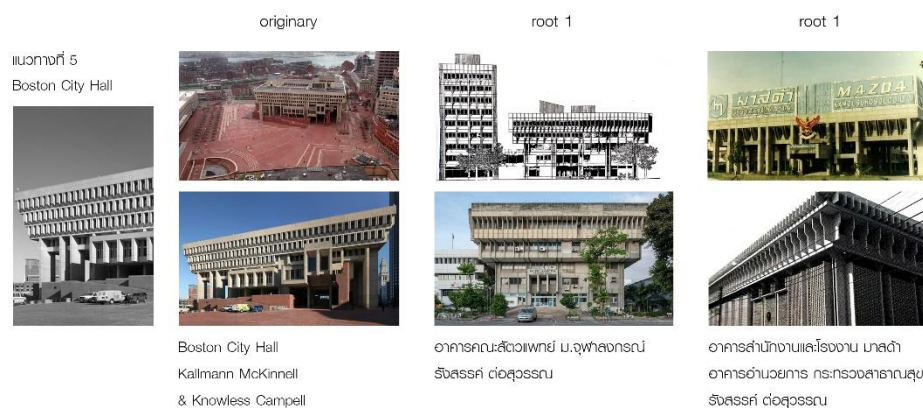 originary
root 1
root 1
แนวทางที่ 5
Boston City Hall
มาสด้า
MAZDA
Boston City Hall
Kallmann McKinnell
& Knowless Campell
อาคารคณะสัตวแพทย์ ม.จุฬาลงกรณ์
รังสรรค์ ต่อสุวรรณ
อาคารสำนักงานและโรงงาน มาสด้า
อาคารอำนวยการ กระทรวงสาธาณสุข
รังสรรค์ ต่อสุวรรณ